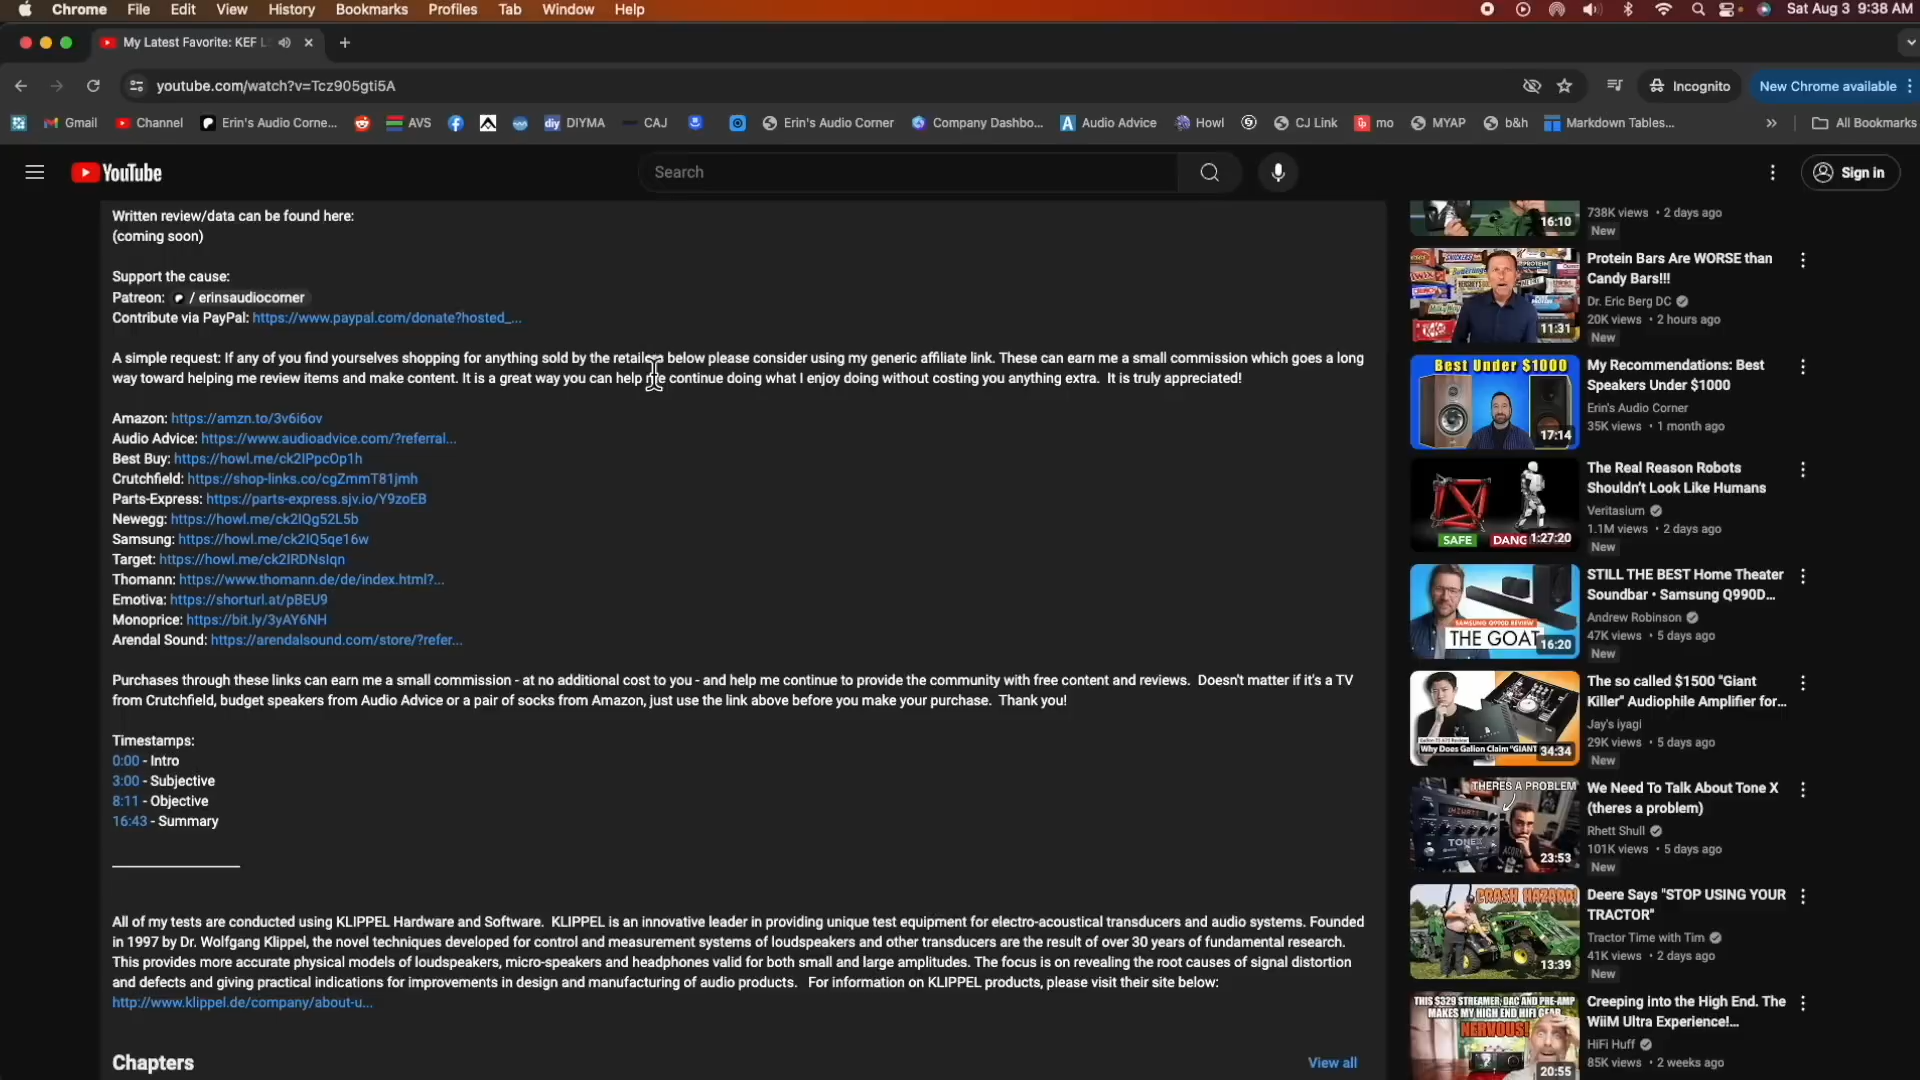 Chrome File Edit View History Bookmarks Profiles Tab Window Help Sat Aug 3 9:38 AM
My Latest Favorite: KEF L
youtube.com/watch?v=Tcz905gti5A Incognito New Chrome available
Gmail Channel Erin's Audio Corne... AVS diy DIYMA CAJ Erin's Audio Corner Company Dashbo... Audio Advice Howl CJ Link mo MYAP b&h Markdown Tables... » All Bookmarks
YouTube Search Sign in
Written review/data can be found here:
(coming soon)
Support the cause:
Patreon: / erinsaudiocorner
Contribute via PayPal: https://www.paypal.com/donate?hosted_...
A simple request: If any of you find yourselves shopping for anything sold by the retailers below please consider using my generic affiliate link. These can earn me a small commission which goes a long
way toward helping me review items and make content. It is a great way you can help me continue doing what I enjoy doing without costing you anything extra. It is truly appreciated!
Amazon: https://amzn.to/3v6i6ov
Audio Advice: https://www.audioadvice.com/?referral...
Best Buy: https://howl.me/ck2IPpcOp1h
Crutchfield: https://shop-links.co/cgZmmT81jmh
Parts-Express: https://parts-express.sjv.io/Y9zoEB
Newegg: https://howl.me/ck2IQg52L5b
Samsung: https://howl.me/ck2IQ5qe16w
Target: https://howl.me/ck2IRDNsIqn
Thomann: https://www.thomann.de/de/index.html?...
Emotiva: https://shorturl.at/pBEU9
Monoprice: https://bit.ly/3yAY6NH
Arendal Sound: https://arendalsound.com/store/?refer...
Purchases through these links can earn me a small commission - at no additional cost to you - and help me continue to provide the community with free content and reviews. Doesn't matter if it's a TV
from Crutchfield, budget speakers from Audio Advice or a pair of socks from Amazon, just use the link above before you make your purchase. Thank you!
Timestamps:
0:00 - Intro
3:00 - Subjective
8:11 - Objective
16:43 - Summary
All of my tests are conducted using KLIPPEL Hardware and Software. KLIPPEL is an innovative leader in providing unique test equipment for electro-acoustical transducers and audio systems. Founded
in 1997 by Dr. Wolfgang Klippel, the novel techniques developed for control and measurement systems of loudspeakers and other transducers are the result of over 30 years of fundamental research.
This provides more accurate physical models of loudspeakers, micro-speakers and headphones valid for both small and large amplitudes. The focus is on revealing the root causes of signal distortion
and defects and giving practical indications for improvements in design and manufacturing of audio products. For information on KLIPPEL products, please visit their site below:
http://www.klippel.de/company/about-u...
Chapters View all
16:10
738K views • 2 days ago
New
11:31
Protein Bars Are WORSE than
Candy Bars!!!
Dr. Eric Berg DC
20K views • 2 hours ago
New
Best Under $1000
17:14
My Recommendations: Best
Speakers Under $1000
Erin's Audio Corner
35K views • 1 month ago
SAFE DANG 1:27:20
The Real Reason Robots
Shouldn't Look Like Humans
Veritasium
1.1M views • 2 days ago
New
SAMSUNG Q990D REVIEW
THE GOAT 16:20
STILL THE BEST Home Theater
Soundbar • Samsung Q990D...
Andrew Robinson
47K views • 5 days ago
New
Why Does Galion Claim "GIANT 34:34
The so called $1500 "Giant
Killer" Audiophile Amplifier for...
Jay's iyagi
29K views • 5 days ago
New
THERES A PROBLEM
TONEX 23:53
We Need To Talk About Tone X
(theres a problem)
Rhett Shull
101K views • 5 days ago
New
CRASH HAZARD!
13:39
Deere Says "STOP USING YOUR
TRACTOR"
Tractor Time with Tim
41K views • 2 days ago
New
THIS $329 STREAMER, DAC AND PRE-AMP
MAKES MY HIGH END HIFI GEAR
NERVOUS!
20:55
Creeping into the High End. The
WiiM Ultra Experience!...
HiFi Huff
85K views • 2 weeks ago